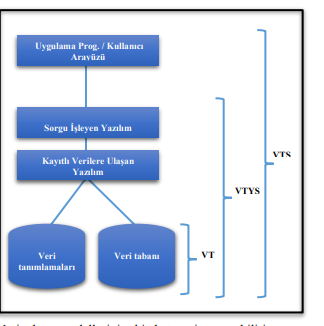 Uygulama Prog. / Kullanıcı
Arayüzü
Sorgu İşleyen Yazılım
Kayıtlı Verilere Ulaşan
Yazılım
Veri
tanımlamaları
Veri tabanı
VT
VTYS
VTS